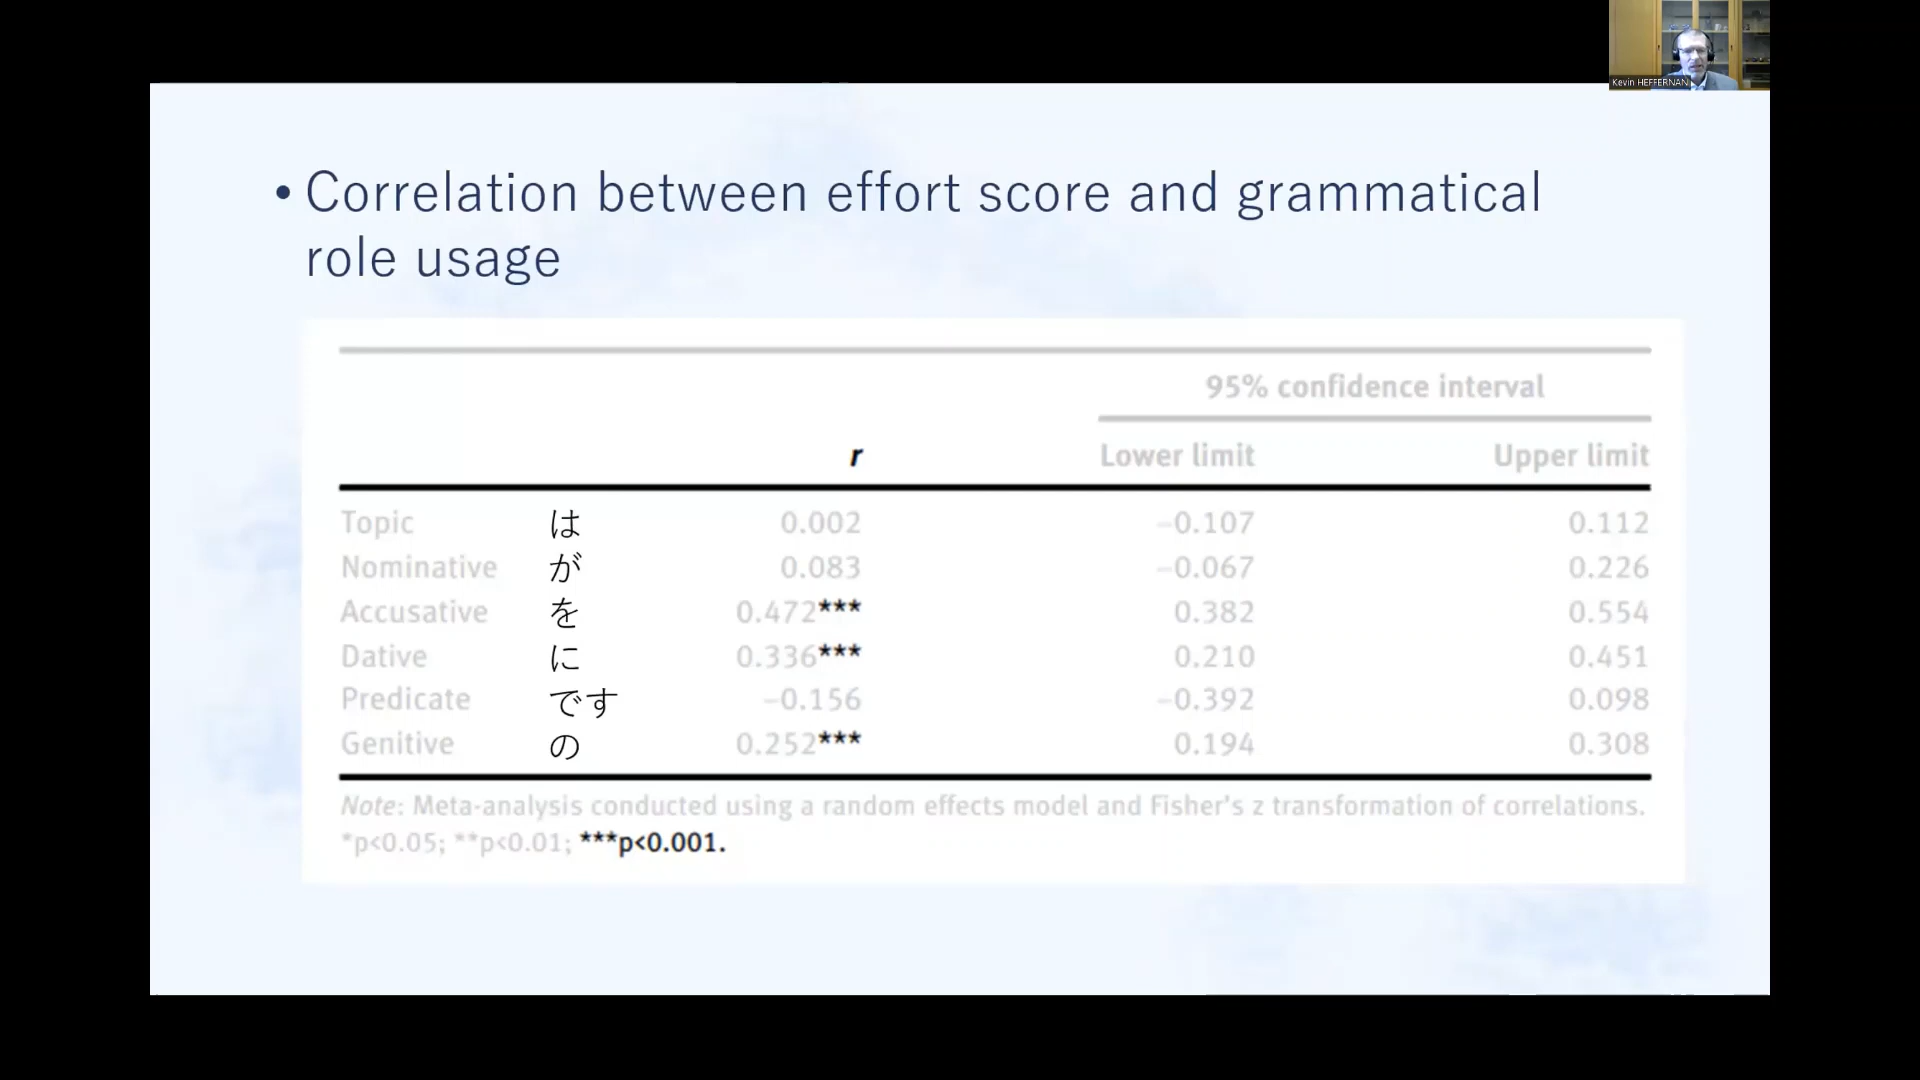 Kevin HEFFERNAN
• Correlation between effort score and grammatical
role usage
95% confidence interval
r Lower limit Upper limit
Topic は 0.002 −0.107 0.112
Nominative が 0.083 −0.067 0.226
Accusative を 0.472*** 0.382 0.554
Dative に 0.336*** 0.210 0.451
Predicate です −0.156 −0.392 0.098
Genitive の 0.252*** 0.194 0.308
Note: Meta-analysis conducted using a random effects model and Fisher's z transformation of correlations.
*p<0.05; **p<0.01; ***p<0.001.